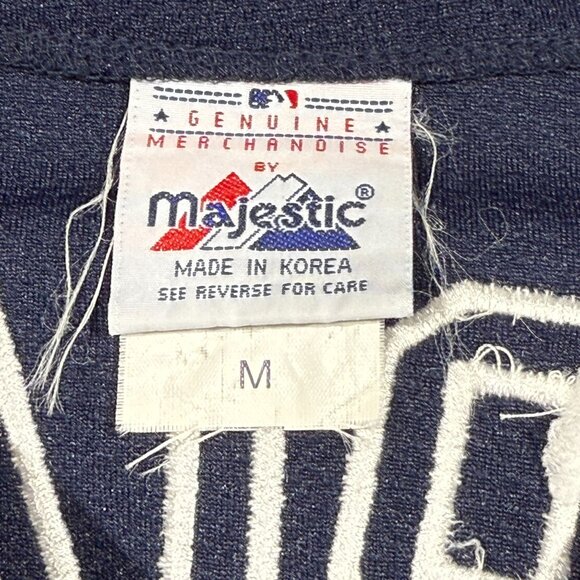 GENUINE
MERCHANDISE
BY
Majestic®
MADE IN KOREA
SEE REVERSE FOR CARE
M